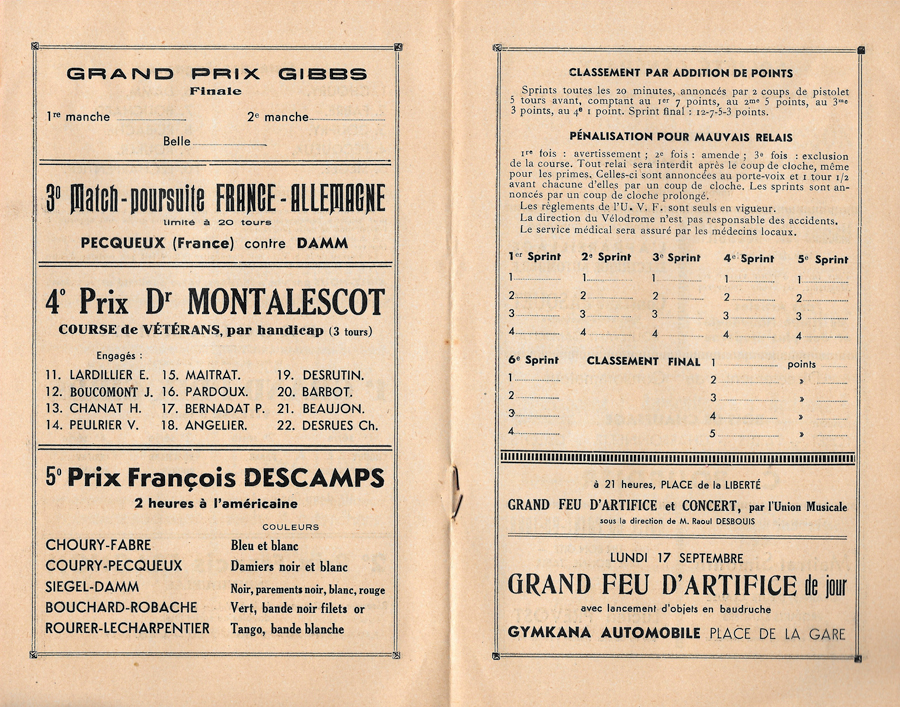 GRAND PRIX GIBBS
Finale
1re manche
2e manche
Belle
3º Match-poursuite FRANCE-ALLEMAGNE
limité à 20 tours
PECQUEUX (France) contre DAMM
4º Prix Dr MONTALESCOT
COURSE de VÉTÉRANS, par handicap (3 tours)
Engagés :
11. LARDILLIER E. 15. MAITRAT. 19. DESRUTIN.
12. BOUCOMONT J. 16. PARDOUX. 20. BARBOT.
13. CHANAT H. 17. BERNADAT P. 21. BEAUJON.
14. PEULRIER V. 18. ANGELIER. 22. DESRUES Ch.
5º Prix François DESCAMPS
2 heures à l'américaine
COULEURS
CHOURY-FABRE Bleu et blanc
COUPRY-PECQUEUX Damiers noir et blanc
SIEGEL-DAMM Noir, parements noir, blanc, rouge
BOUCHARD-ROBACHE Vert, bande noir filets or
ROURER-LECHARPENTIER Tango, bande blanche
CLASSEMENT PAR ADDITION DE POINTS
Sprints toutes les 20 minutes, annoncés par 2 coups de pistolet
5 tours avant, comptant au 1er 7 points, au 2me 5 points, au 3me
3 points, au 4e 1 point. Sprint final : 12-7-5-3 points.
PÉNALISATION POUR MAUVAIS RELAIS
1re fois : avertissement ; 2e fois : amende ; 3e fois : exclusion
de la course. Tout relai sera interdit après le coup de cloche, même
pour les primes. Celles-ci sont annoncées au porte-voix et 1 tour 1/2
avant chacune d'elles par un coup de cloche. Les sprints sont an-
noncés par un coup de cloche prolongé.
Les règlements de l'U. V. F. sont seuls en vigueur.
La direction du Vélodrome n'est pas responsable des accidents.
Le service médical sera assuré par les médecins locaux.
1er Sprint 2e Sprint 3e Sprint 4e Sprint 5e Sprint
1 1 1 1 1
2 2 2 2 2
3 3 3 3 3
4 4 4 4 4
6e Sprint CLASSEMENT FINAL 1 points
1 2 »
2 3 »
3 4 »
4 5 »
à 21 heures, PLACE de la LIBERTÉ
GRAND FEU D'ARTIFICE et CONCERT, par l'Union Musicale
sous la direction de M. Raoul DESBOUIS
LUNDI 17 SEPTEMBRE
GRAND FEU D'ARTIFICE de jour
avec lancement d'objets en baudruche
GYMKANA AUTOMOBILE PLACE DE LA GARE